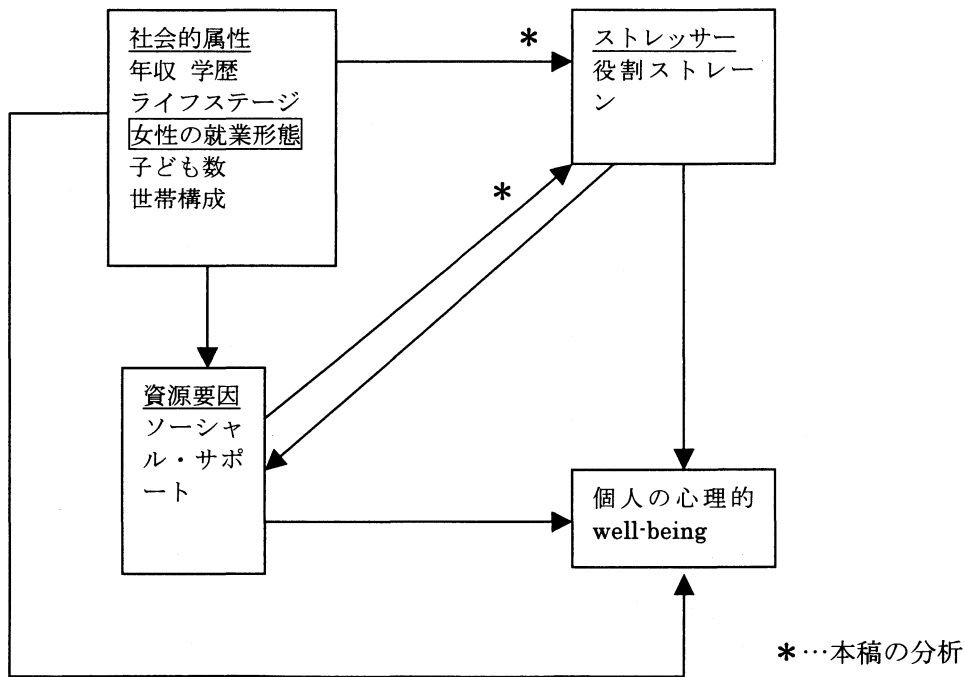 社会的属性
年収 学歴
ライフステージ
女性の就業形態
子ども数
世帯構成
*
ストレッサー
役割ストレー
ン
*
資源要因
ソーシャ
ル・サポ
ート
個人の心理的
well-being
*…本稿の分析